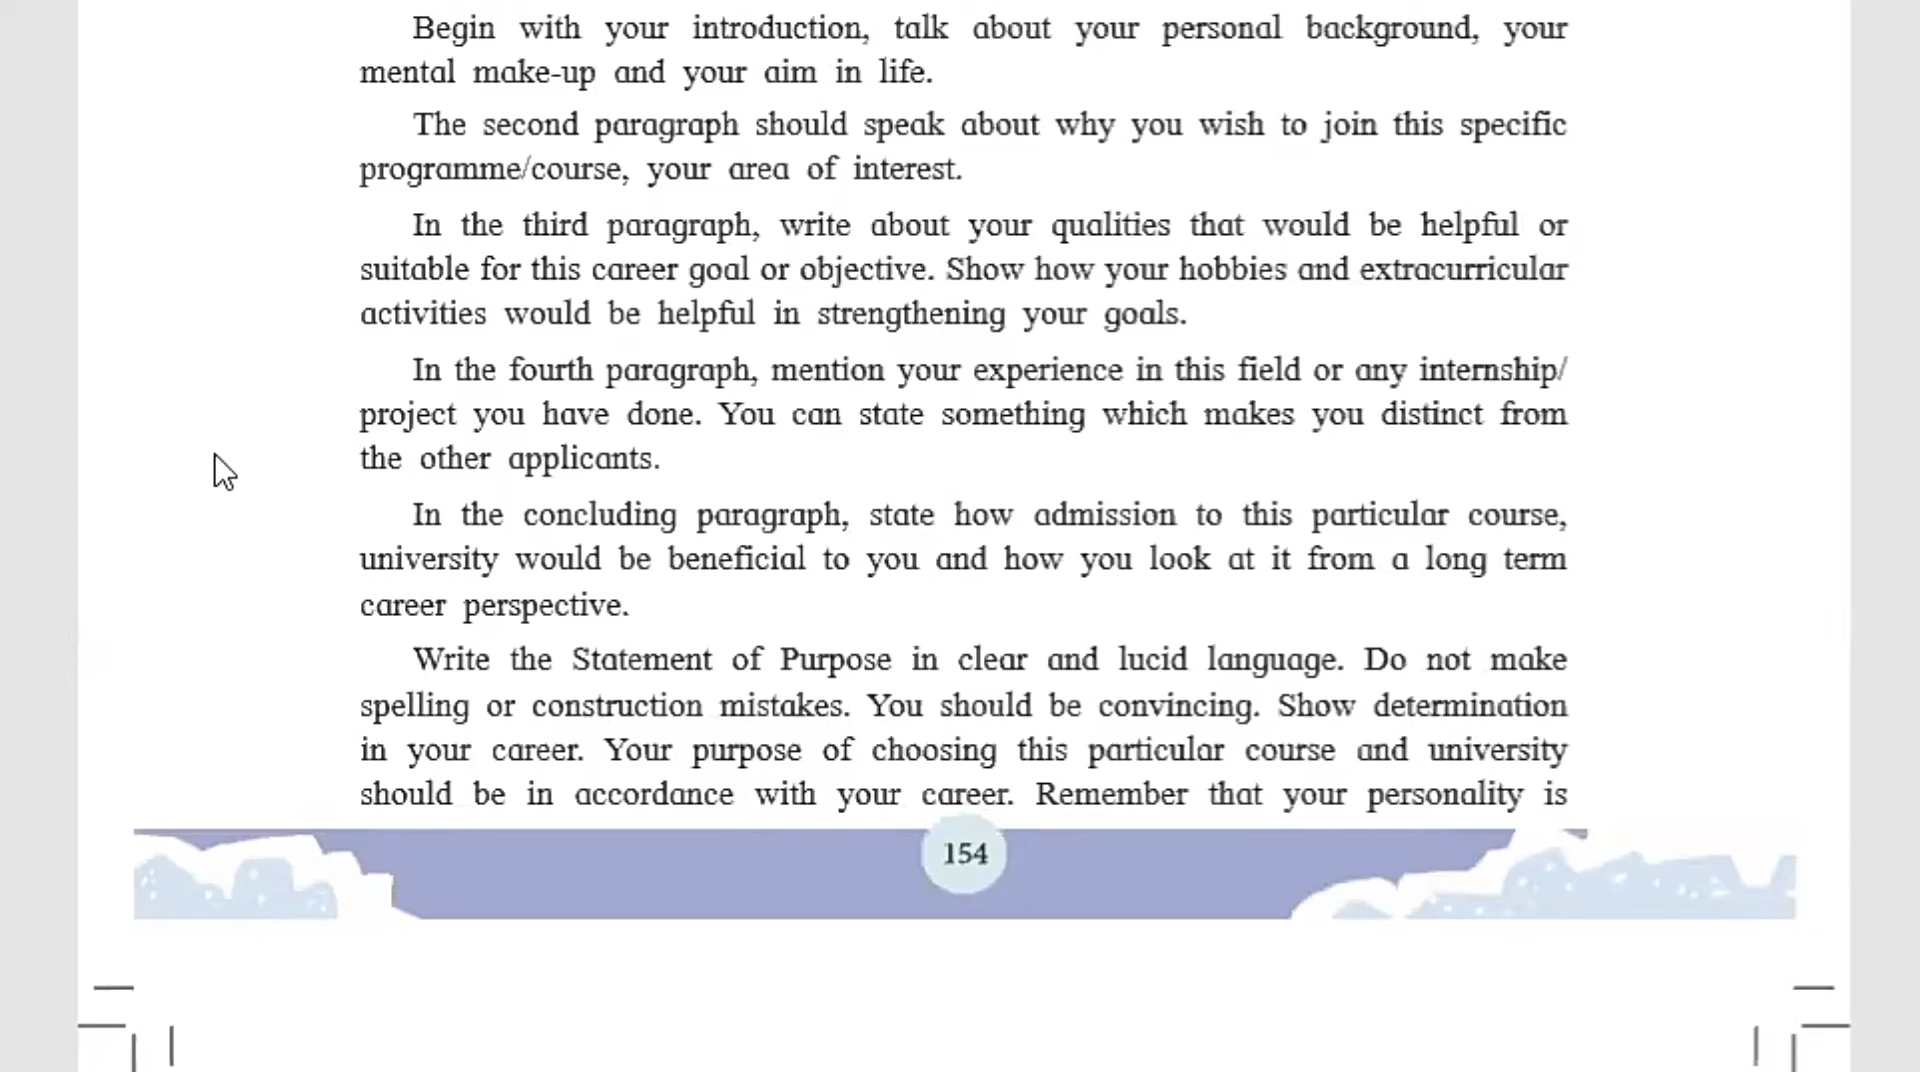 Begin with your introduction, talk about your personal background, your
mental make-up and your aim in life.
The second paragraph should speak about why you wish to join this specific
programme/course, your area of interest.
In the third paragraph, write about your qualities that would be helpful or
suitable for this career goal or objective. Show how your hobbies and extracurricular
activities would be helpful in strengthening your goals.
In the fourth paragraph, mention your experience in this field or any internship/
project you have done. You can state something which makes you distinct from
the other applicants.
In the concluding paragraph, state how admission to this particular course,
university would be beneficial to you and how you look at it from a long term
career perspective.
Write the Statement of Purpose in clear and lucid language. Do not make
spelling or construction mistakes. You should be convincing. Show determination
in your career. Your purpose of choosing this particular course and university
should be in accordance with your career. Remember that your personality is
154